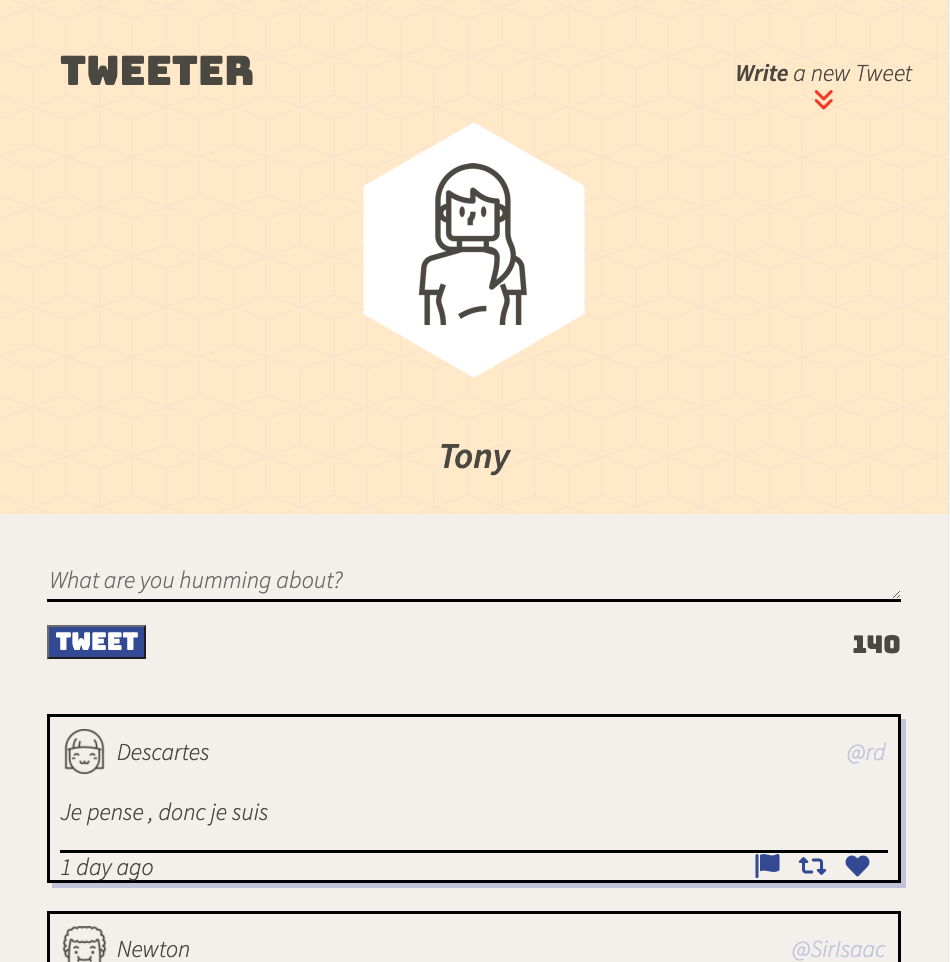 TWEETER
Write a new Tweet
Tony
What are you humming about?
TWEET
140
Descartes
@rd
Je pense , donc je suis
1 day ago
Newton
@SirIsaac